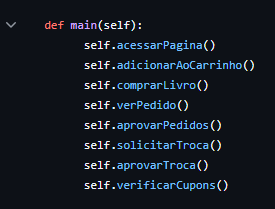 def main(self):
self.acessarPagina()
self.adicionarAoCarrinho()
self.comprarLivro()
self.verPedido()
self.aprovarPedidos()
self.solicitarTroca()
self.aprovarTroca()
self.verificarCupons()